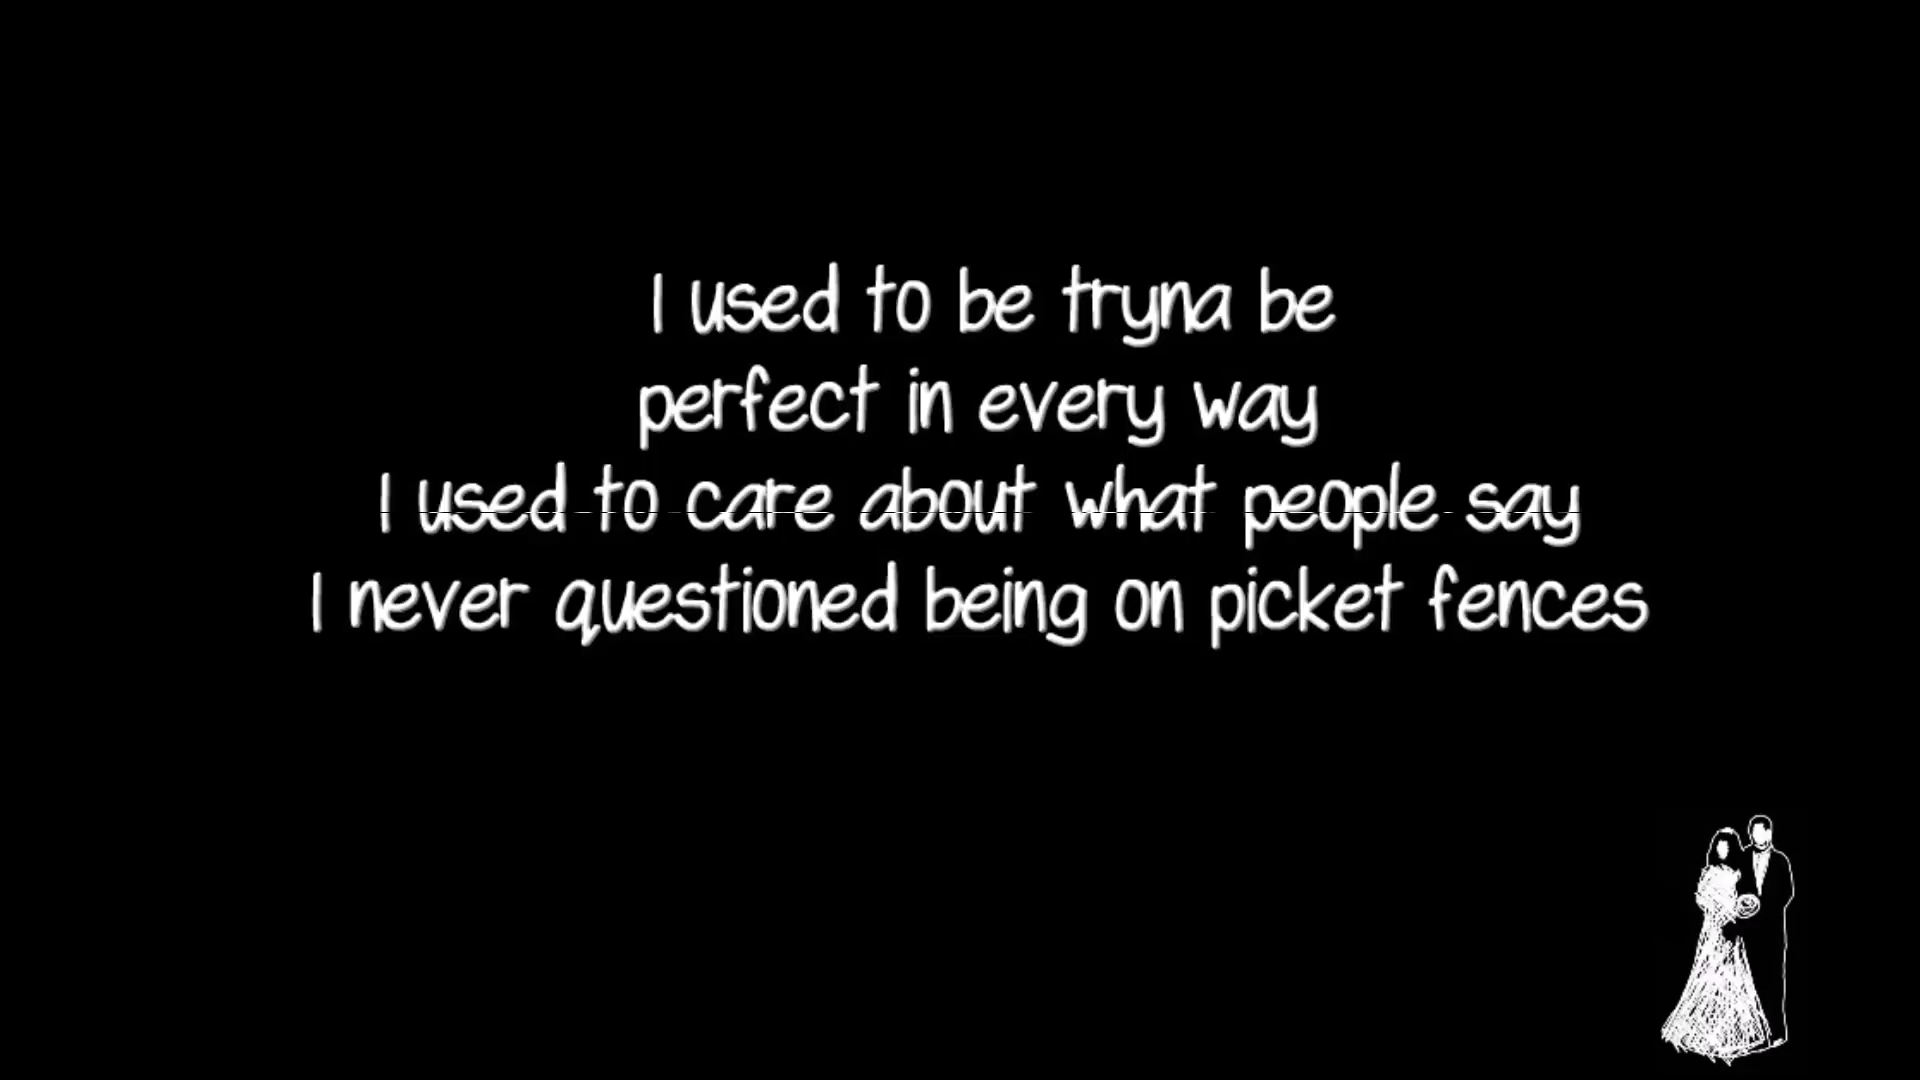 I used to be tryna be
perfect in every way
I used to care about what people say
I never questioned being on picket fences